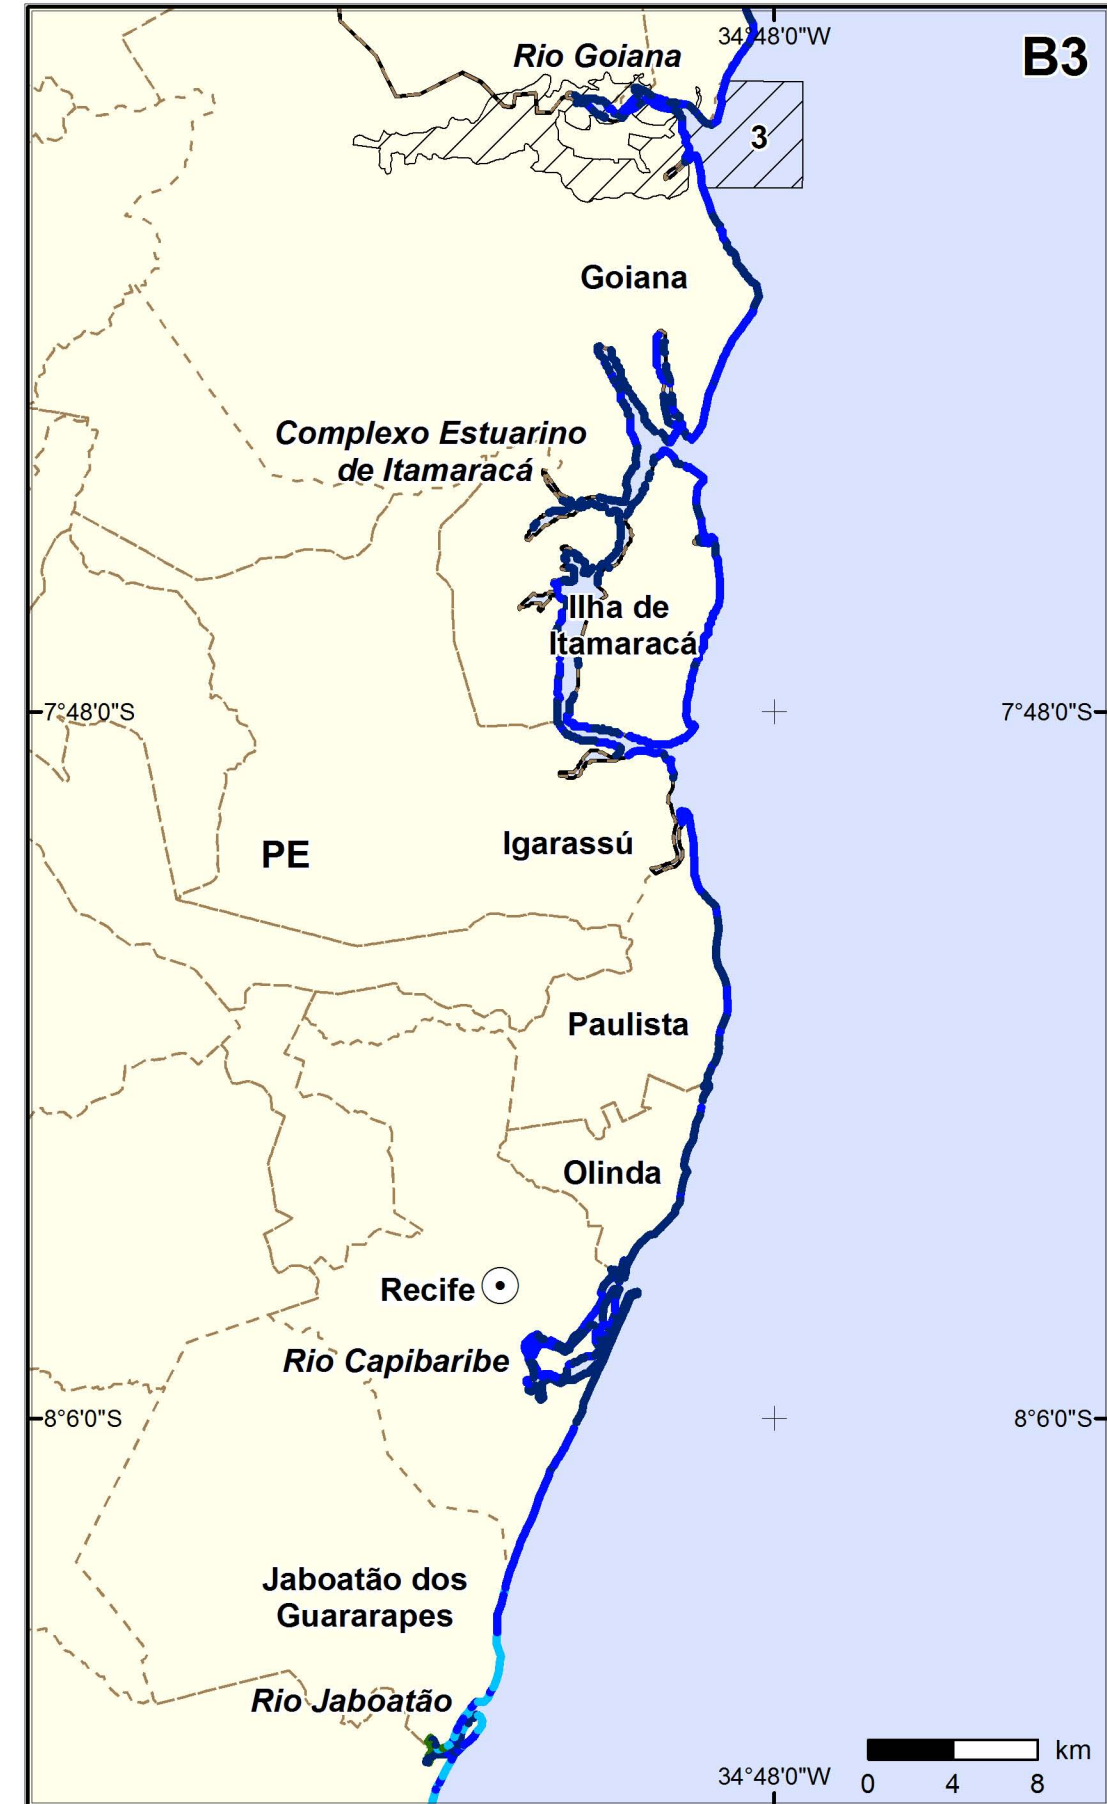 34°48'0"W
B3
Rio Goiana
3
Goiana
Complexo Estuarino
de Itamaracá
Ilha de
Itamaracá
7°48'0"S
7°48'0"S
Igarassú
PE
Paulista
Olinda
Recife
Rio Capibaribe
8°6'0"S
8°6'0"S
Jaboatão dos
Guararapes
Rio Jaboatão
km
34°48'0"W
0 4 8